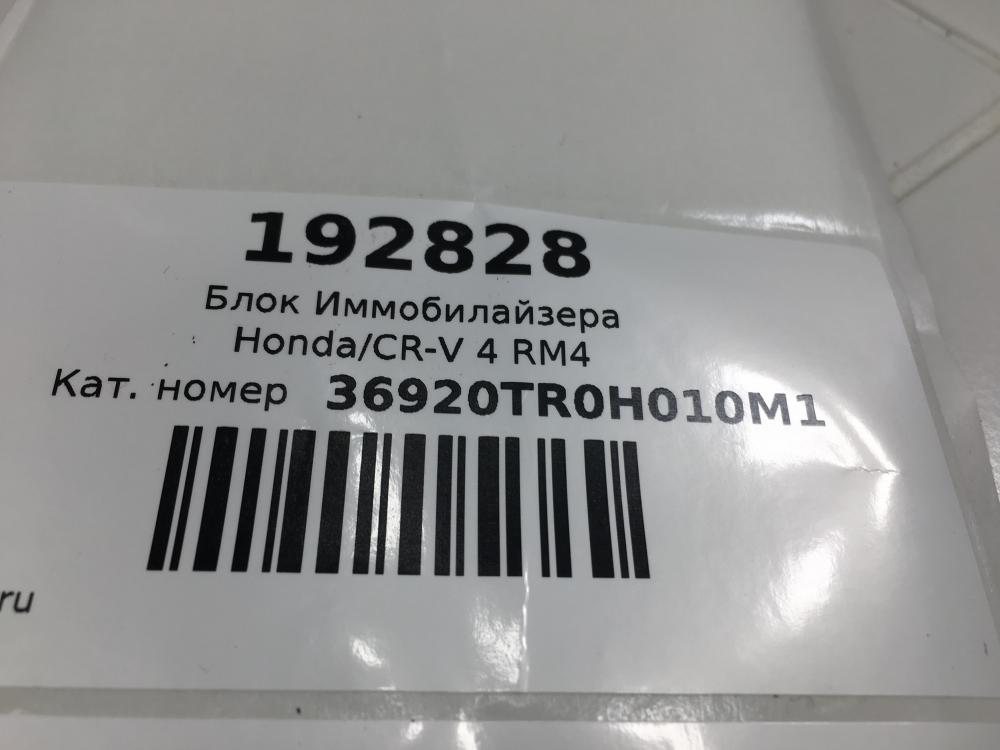 192828
Блок Иммобилайзера
Honda/CR-V 4 RM4
Кат. номер 36920TR0H010M1
ru